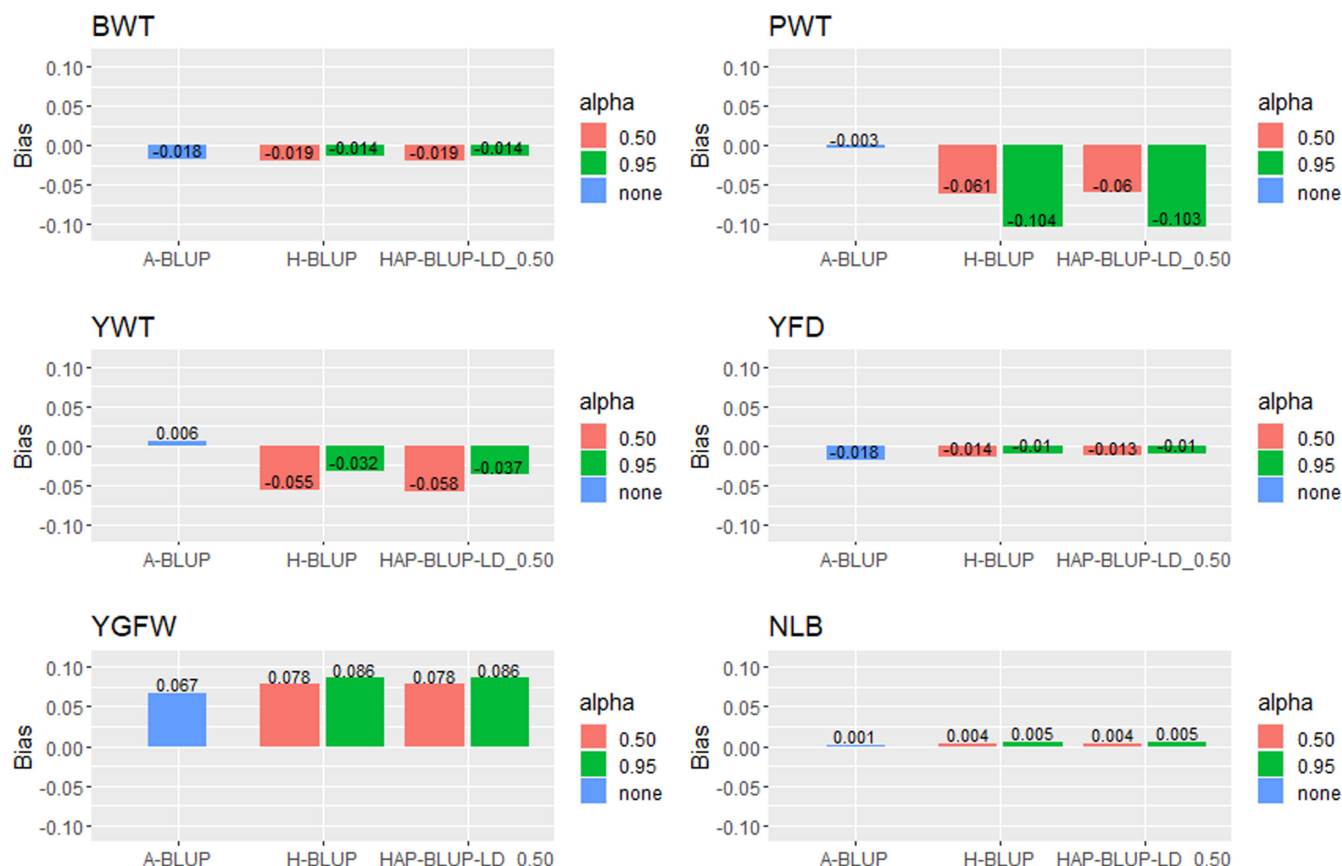 BWT
0.10
0.05
0.00
-0.05
-0.10
Bias
-0.018
-0.019
-0.014
-0.019
-0.014
A-BLUP
H-BLUP
HAP-BLUP-LD_0.50
alpha
0.50
0.95
none
PWT
0.10
0.05
0.00
-0.05
-0.10
Bias
-0.003
-0.061
-0.104
-0.06
-0.103
A-BLUP
H-BLUP
HAP-BLUP-LD_0.50
alpha
0.50
0.95
none
YWT
0.10
0.05
0.00
-0.05
-0.10
Bias
0.006
-0.055
-0.032
-0.058
-0.037
A-BLUP
H-BLUP
HAP-BLUP-LD_0.50
alpha
0.50
0.95
none
YFD
0.10
0.05
0.00
-0.05
-0.10
Bias
-0.018
-0.014
-0.01
-0.013
-0.01
A-BLUP
H-BLUP
HAP-BLUP-LD_0.50
alpha
0.50
0.95
none
YGFW
0.10
0.05
0.00
-0.05
-0.10
Bias
0.067
0.078
0.086
0.078
0.086
A-BLUP
H-BLUP
HAP-BLUP-LD_0.50
alpha
0.50
0.95
none
NLB
0.10
0.05
0.00
-0.05
-0.10
Bias
0.001
0.004
0.005
0.004
0.005
A-BLUP
H-BLUP
HAP-BLUP-LD_0.50
alpha
0.50
0.95
none